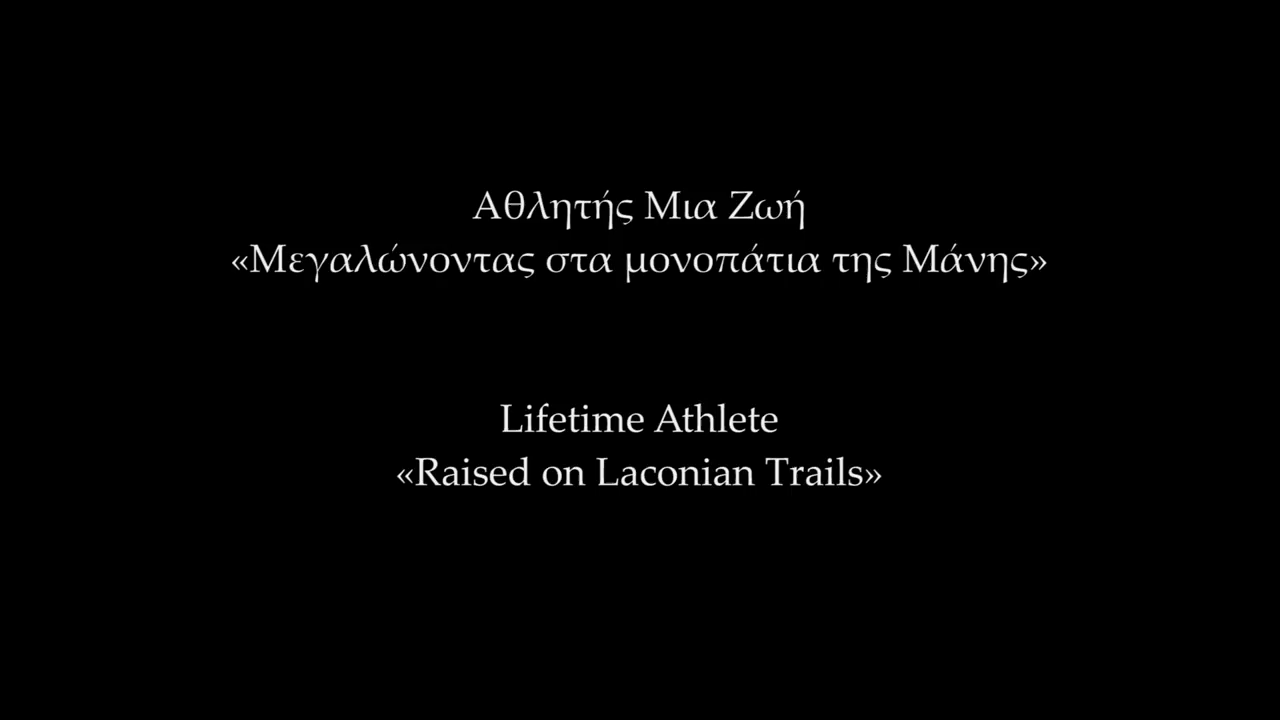 Αθλητής Μια Ζωή
«Μεγαλώνοντας στα μονοπάτια της Μάνης»
Lifetime Athlete
«Raised on Laconian Trails»